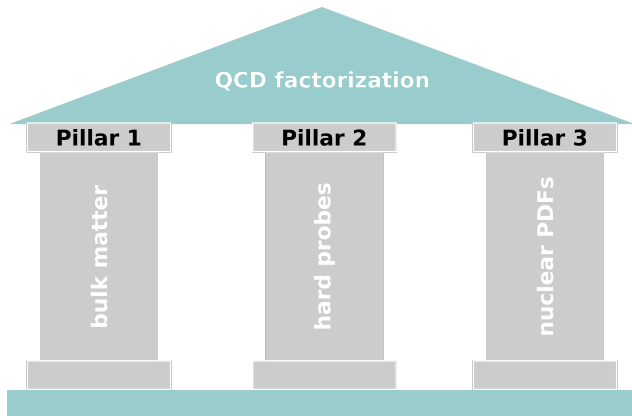 QCD factorization
Pillar 1
Pillar 2
Pillar 3
bulk matter
hard probes
nuclear PDFs